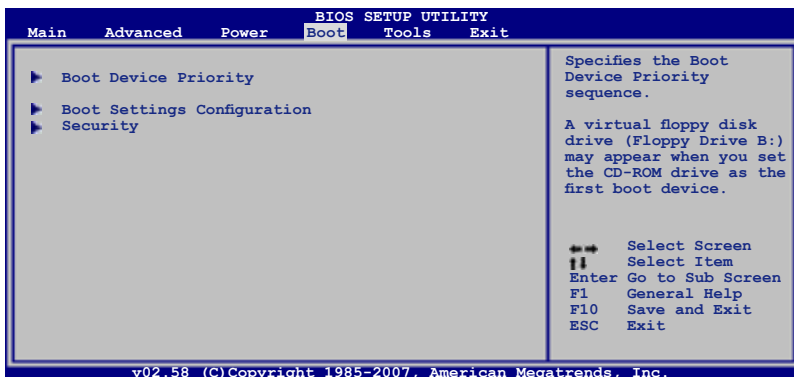 BIOS SETUP UTILITY
Main Advanced Power Boot Tools Exit
Boot Device Priority
Boot Settings Configuration
Security
Specifies the Boot
Device Priority
sequence.
A virtual floppy disk
drive (Floppy Drive B:)
may appear when you set
the CD-ROM drive as the
first boot device.
Select Screen
Select Item
Enter Go to Sub Screen
F1 General Help
F10 Save and Exit
ESC Exit
v02.58 (C)Copyright 1985-2007, American Megatrends, Inc.